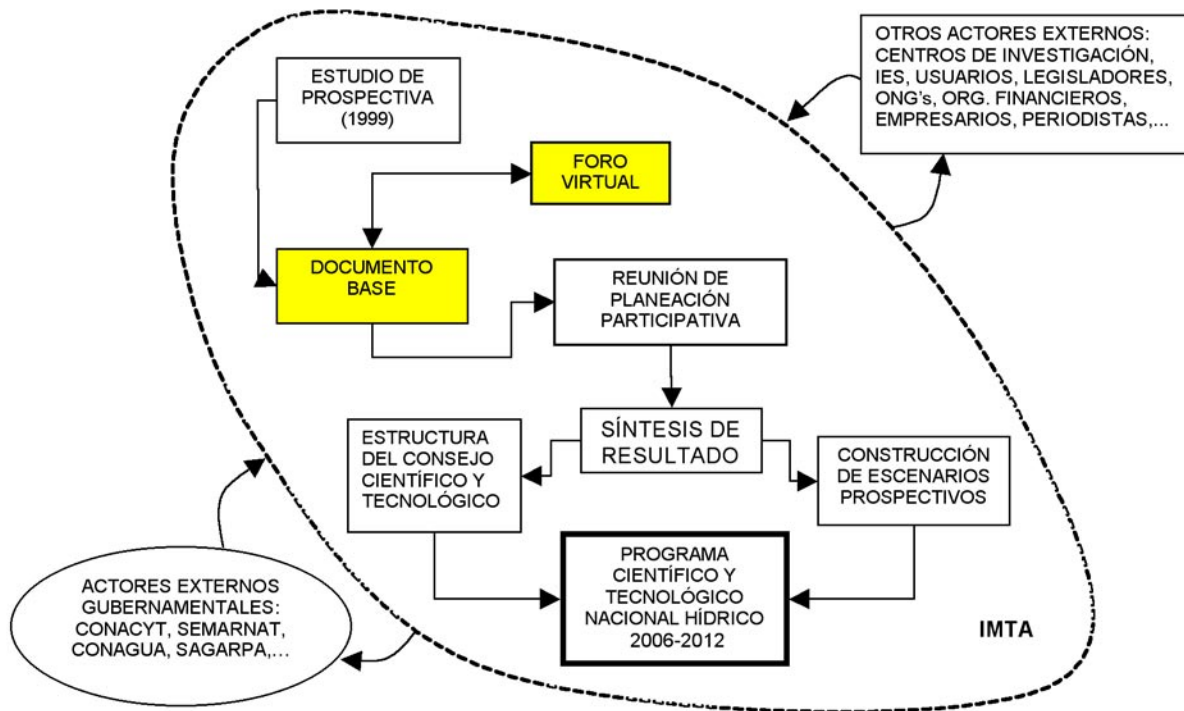 OTROS ACTORES EXTERNOS:
CENTROS DE INVESTIGACIÓN,
IES, USUARIOS, LEGISLADORES,
ONG's, ORG. FINANCIEROS,
EMPRESARIOS, PERIODISTAS,...
ESTUDIO DE
PROSPECTIVA
(1999)
FORO
VIRTUAL
DOCUMENTO
BASE
REUNIÓN DE
PLANEACIÓN
PARTICIPATIVA
SÍNTESIS DE
RESULTADO
ESTRUCTURA
DEL CONSEJO
CIENTÍFICO Y
TECNOLÓGICO
CONSTRUCCIÓN
DE ESCENARIOS
PROSPECTIVOS
PROGRAMA
CIENTÍFICO Y
TECNOLÓGICO
NACIONAL HÍDRICO
2006-2012
ACTORES EXTERNOS
GUBERNAMENTALES:
CONACYT, SEMARNAT,
CONAGUA, SAGARPA,...
IMTA